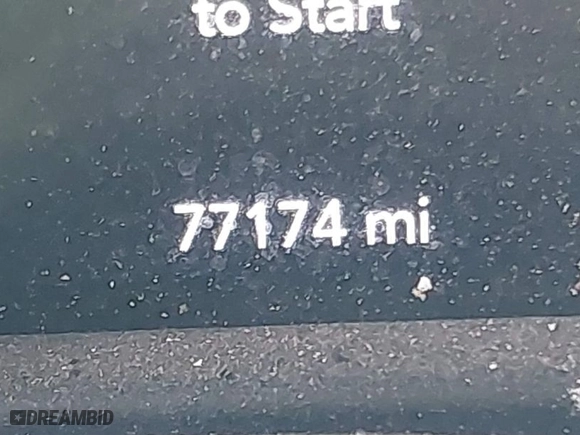 to Start
77174 mi
DREAMBID